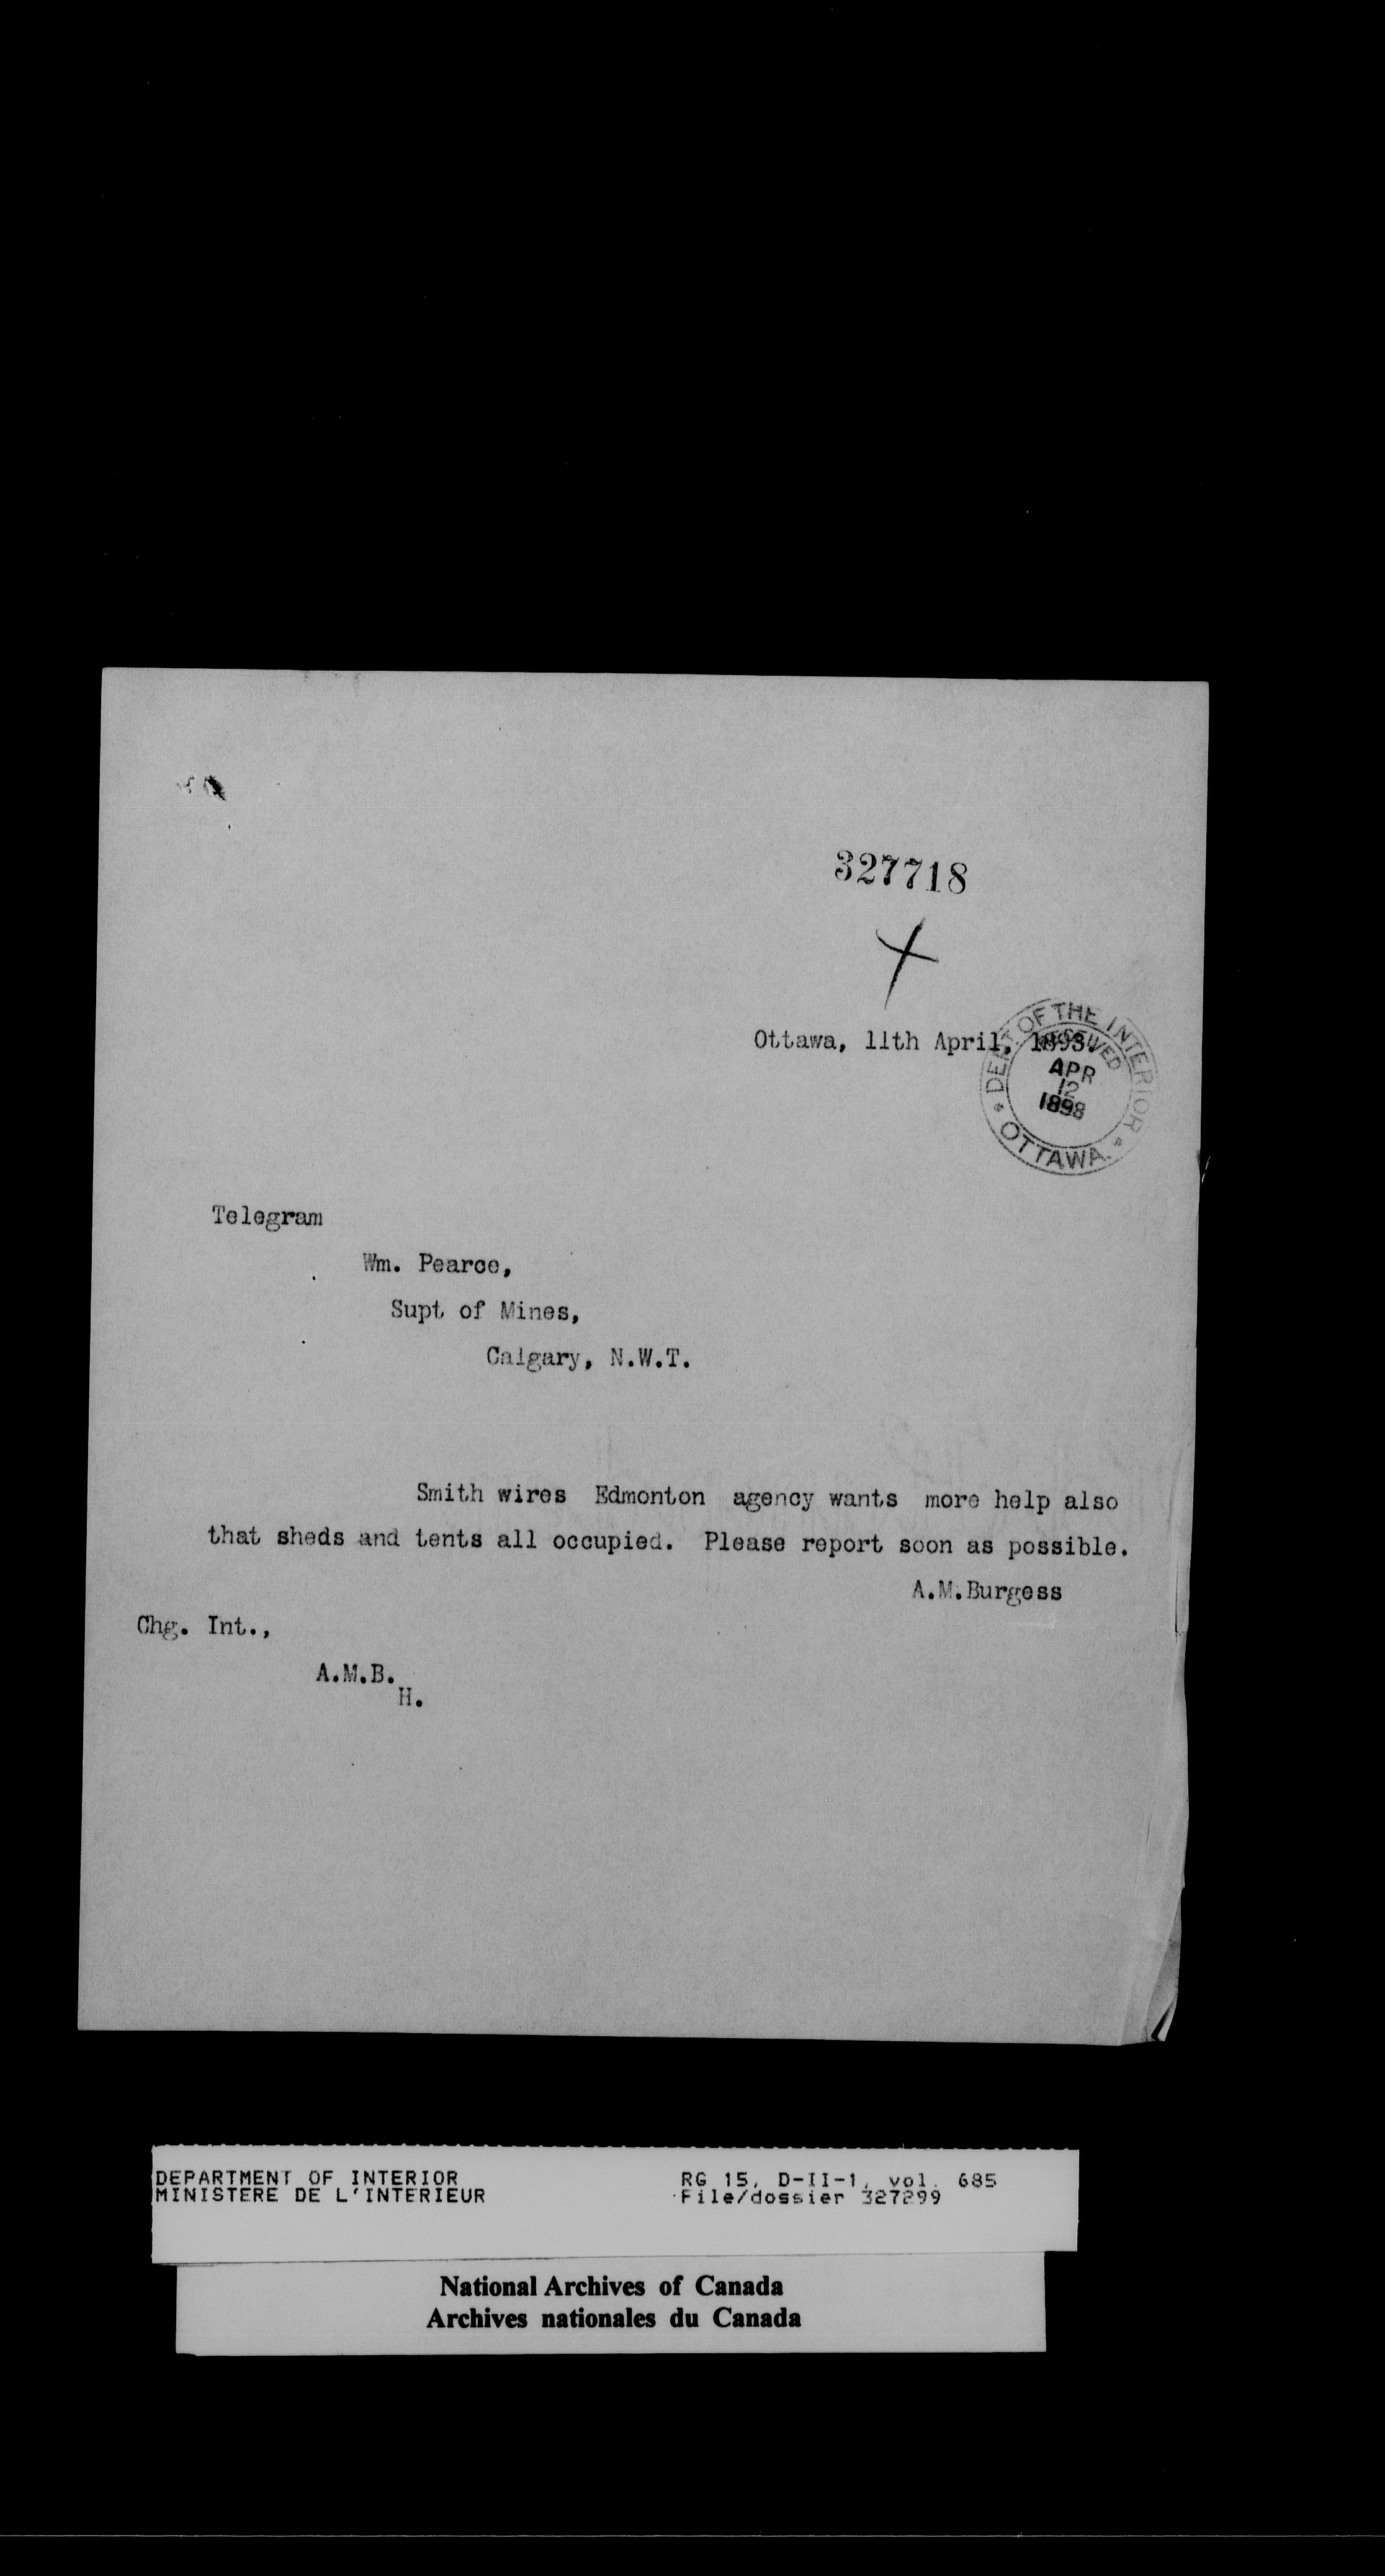 327718
X
Ottawa, 11th April, 1893.
DEPT OF THE INTERIOR
RECEIVED
APR
12
1893
OTTAWA.
Telegram
Wm. Pearce,
Supt of Mines,
Calgary, N.W.T.
Smith wires Edmonton agency wants more help also
that sheds and tents all occupied. Please report soon as possible.
A.M.Burgess
Chg. Int.,
A.M.B.
H.
DEPARTMENT OF INTERIOR
MINISTERE DE L'INTERIEUR
RG 15, D-II-1, vol. 685
File/dossier 327299
National Archives of Canada
Archives nationales du Canada